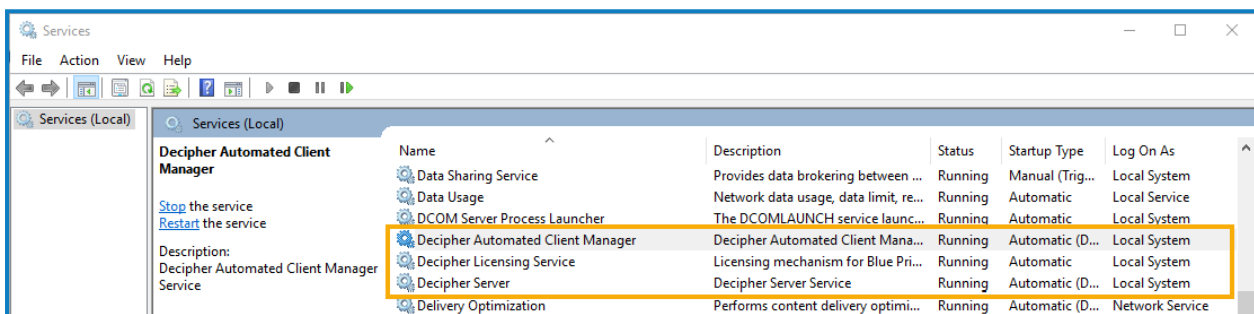 Services
File Action View Help
Services (Local)
Services (Local)
Decipher Automated Client Manager
Stop the service
Restart the service
Description:
Decipher Automated Client Manager Service
Name Description Status Startup Type Log On As
Data Sharing Service Provides data brokering between ... Running Manual (Trig... Local System
Data Usage Network data usage, data limit, re... Running Automatic Local Service
DCOM Server Process Launcher The DCOMLAUNCH service launc... Running Automatic Local System
Decipher Automated Client Manager Decipher Automated Client Mana... Running Automatic (D... Local System
Decipher Licensing Service Licensing mechanism for Blue Pri... Running Automatic Local System
Decipher Server Decipher Server Service Running Automatic (D... Local System
Delivery Optimization Performs content delivery optimi... Running Automatic (D... Network Service